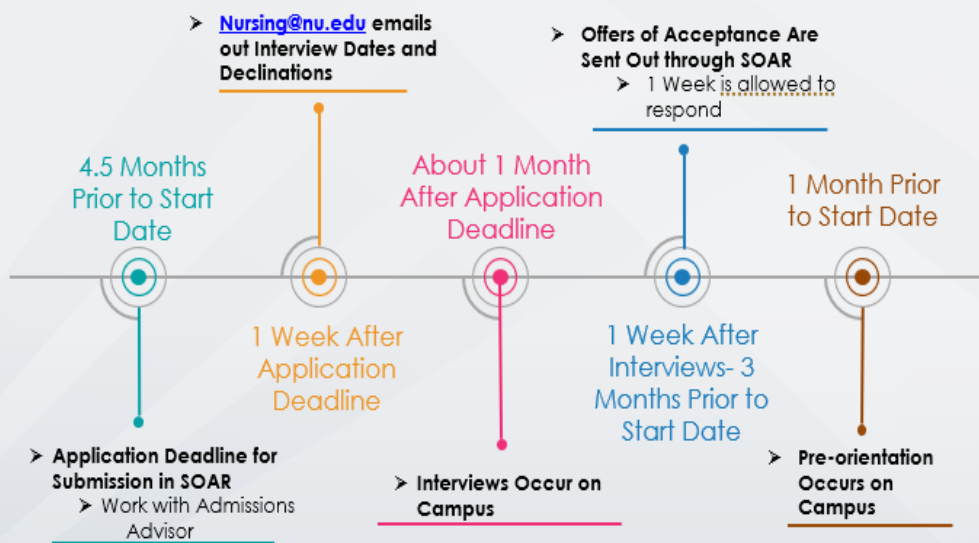 ➤ Nursing@nu.edu emails
out Interview Dates and
Declinations
➤ Offers of Acceptance Are
Sent Out through SOAR
➤ 1 Week is allowed to
respond
4.5 Months
Prior to Start
Date
About 1 Month
After Application
Deadline
1 Month Prior
to Start Date
1 Week After
Application
Deadline
1 Week After
Interviews- 3
Months Prior to
Start Date
➤ Application Deadline for
Submission in SOAR
➤ Work with Admissions
Advisor
➤ Interviews Occur on
Campus
➤ Pre-orientation
Occurs on
Campus